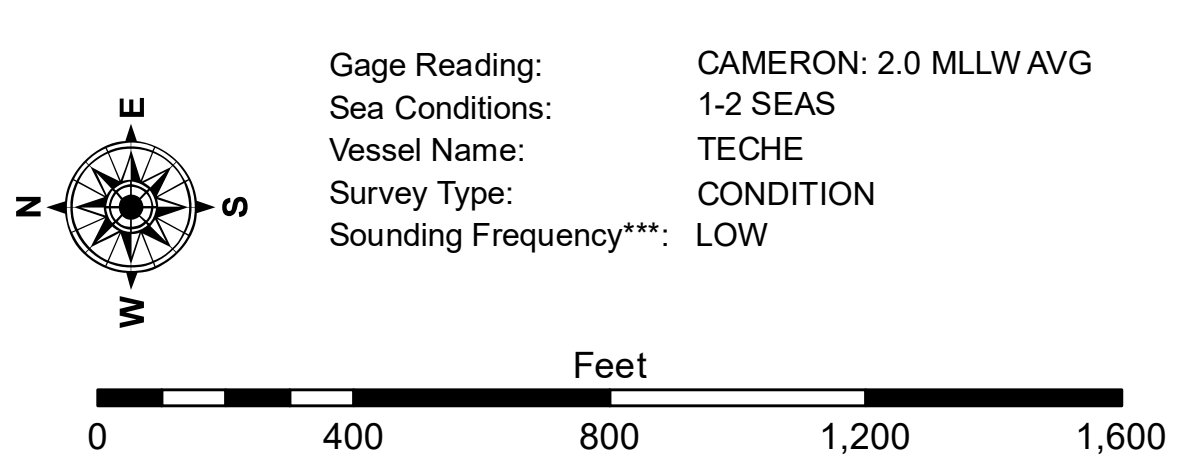 Gage Reading: CAMERON: 2.0 MLLW AVG
Sea Conditions: 1-2 SEAS
Vessel Name: TECHE
Survey Type: CONDITION
Sounding Frequency***: LOW
E
N S
W
Feet
0 400 800 1,200 1,600